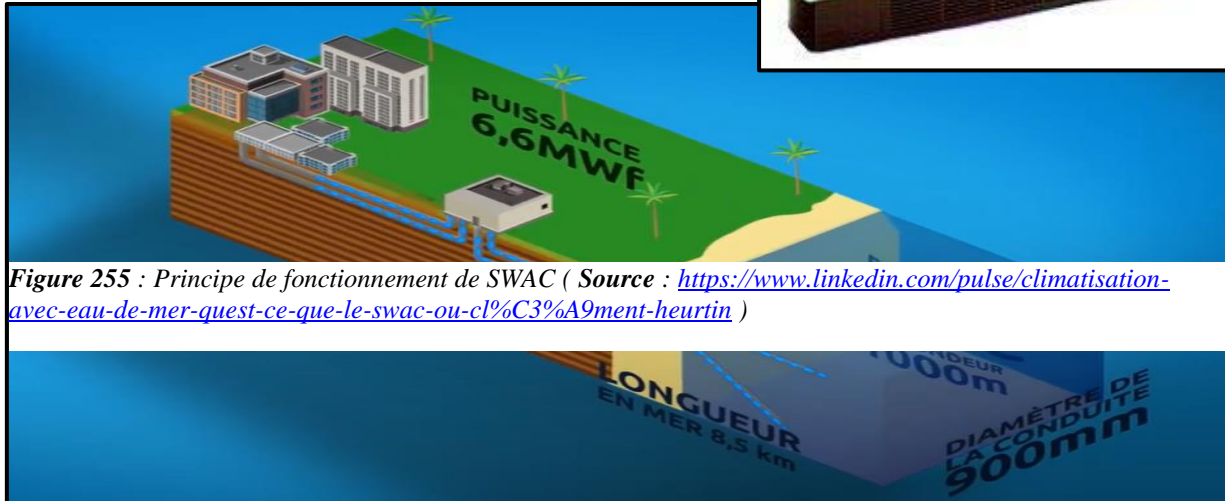 PUISSANCE
6,6MWf
Figure 255 : Principe de fonctionnement de SWAC ( Source : https://www.linkedin.com/pulse/climatisation-
avec-eau-de-mer-quest-ce-que-le-swac-ou-cl%C3%A9ment-heurtin )
1000m
LONGUEUR
EN MER 8,5 km
DIAMÈTRE DE
LA CONDUITE
900mm